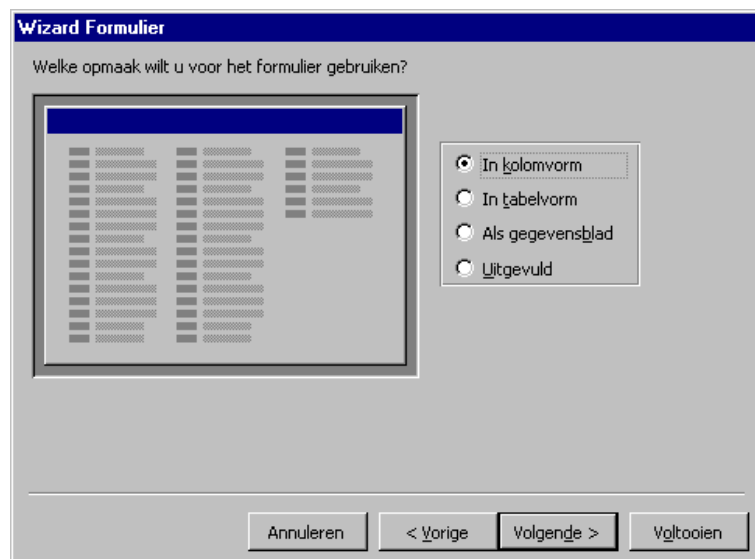 Wizard Formulier
Welke opmaak wilt u voor het formulier gebruiken?
In kolomvorm
In tabelvorm
Als gegevensblad
Uitgevuld
Annuleren
< Vorige
Volgende >
Voltooien